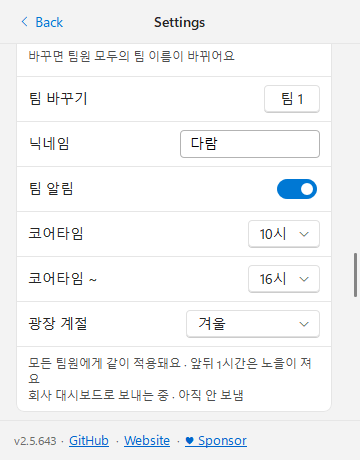 Back
Settings
바꾸면 팀원 모두의 팀 이름이 바뀌어요
팀 바꾸기
팀 1
닉네임
다람
팀 알림
코어타임
10시
코어타임 ~
16시
광장 계절
겨울
모든 팀원에게 같이 적용돼요 · 앞뒤 1시간은 노을이 져
요
회사 대시보드로 보내는 중 · 아직 안 보냄
v2.5.643 · GitHub · Website · ♥ Sponsor